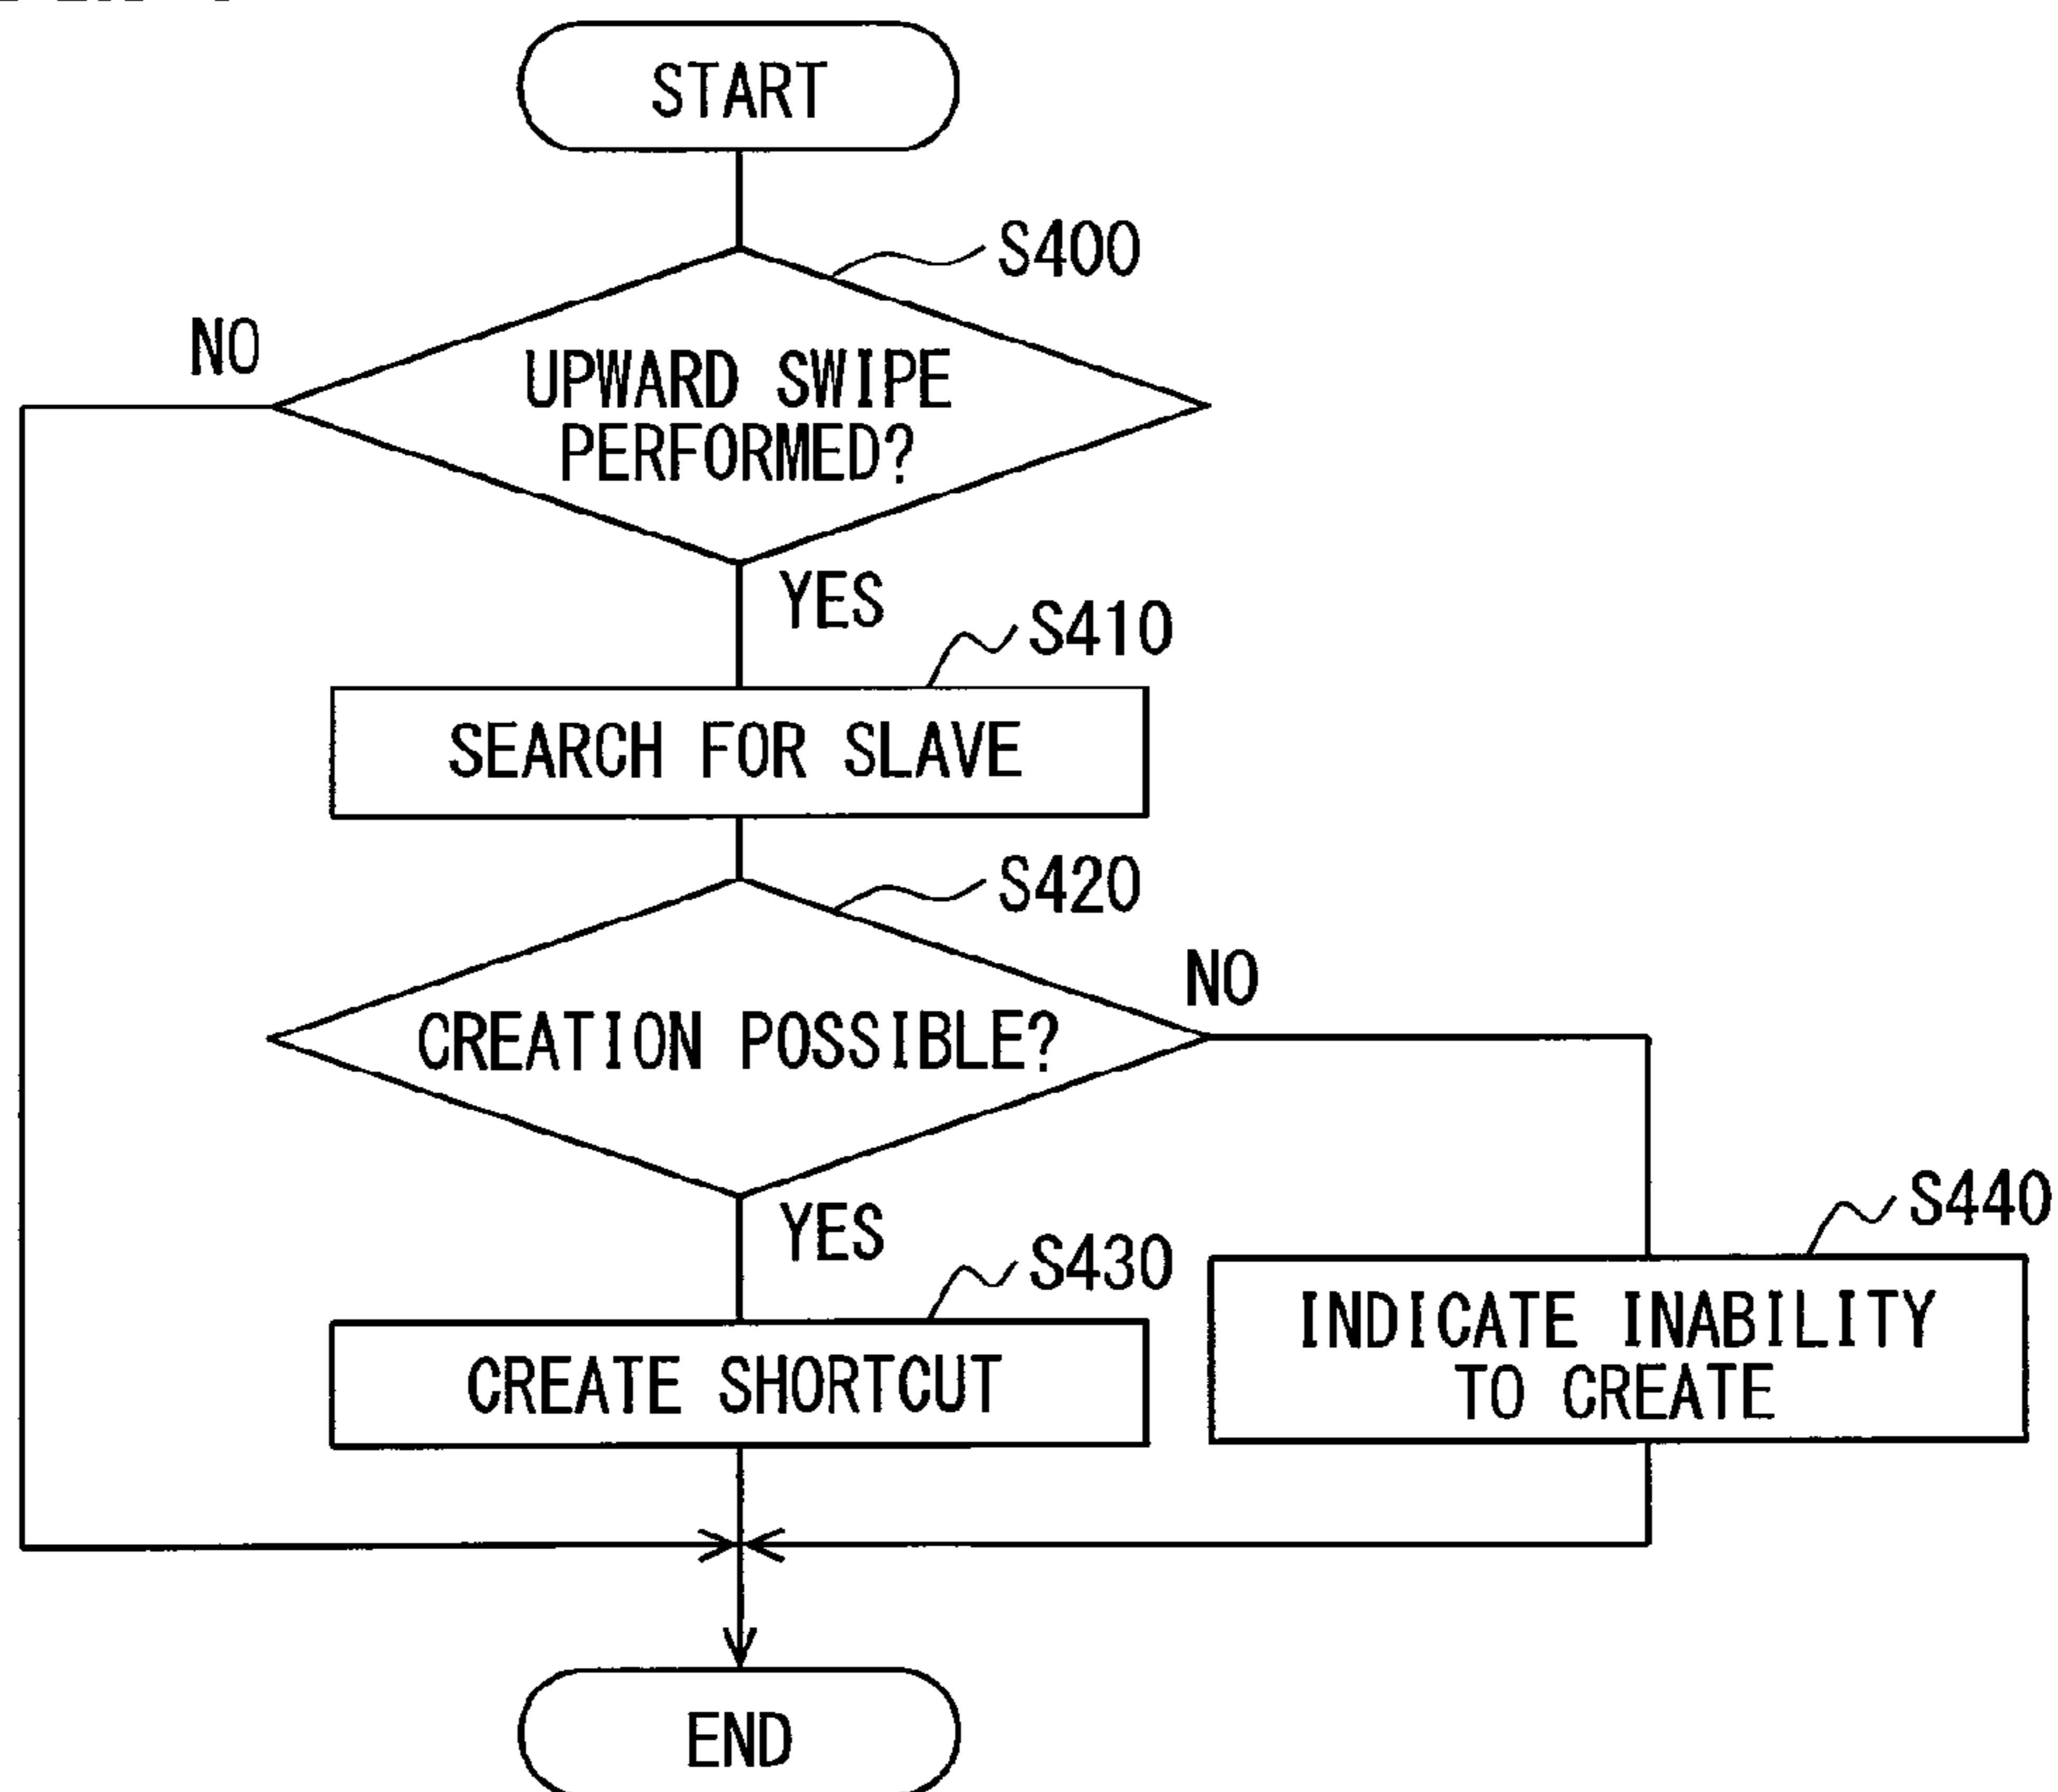 START
S400
NO
UPWARD SWIPE
PERFORMED?
YES
S410
SEARCH FOR SLAVE
S420
NO
CREATION POSSIBLE?
YES
S430
S440
CREATE SHORTCUT
INDICATE INABILITY
TO CREATE
END